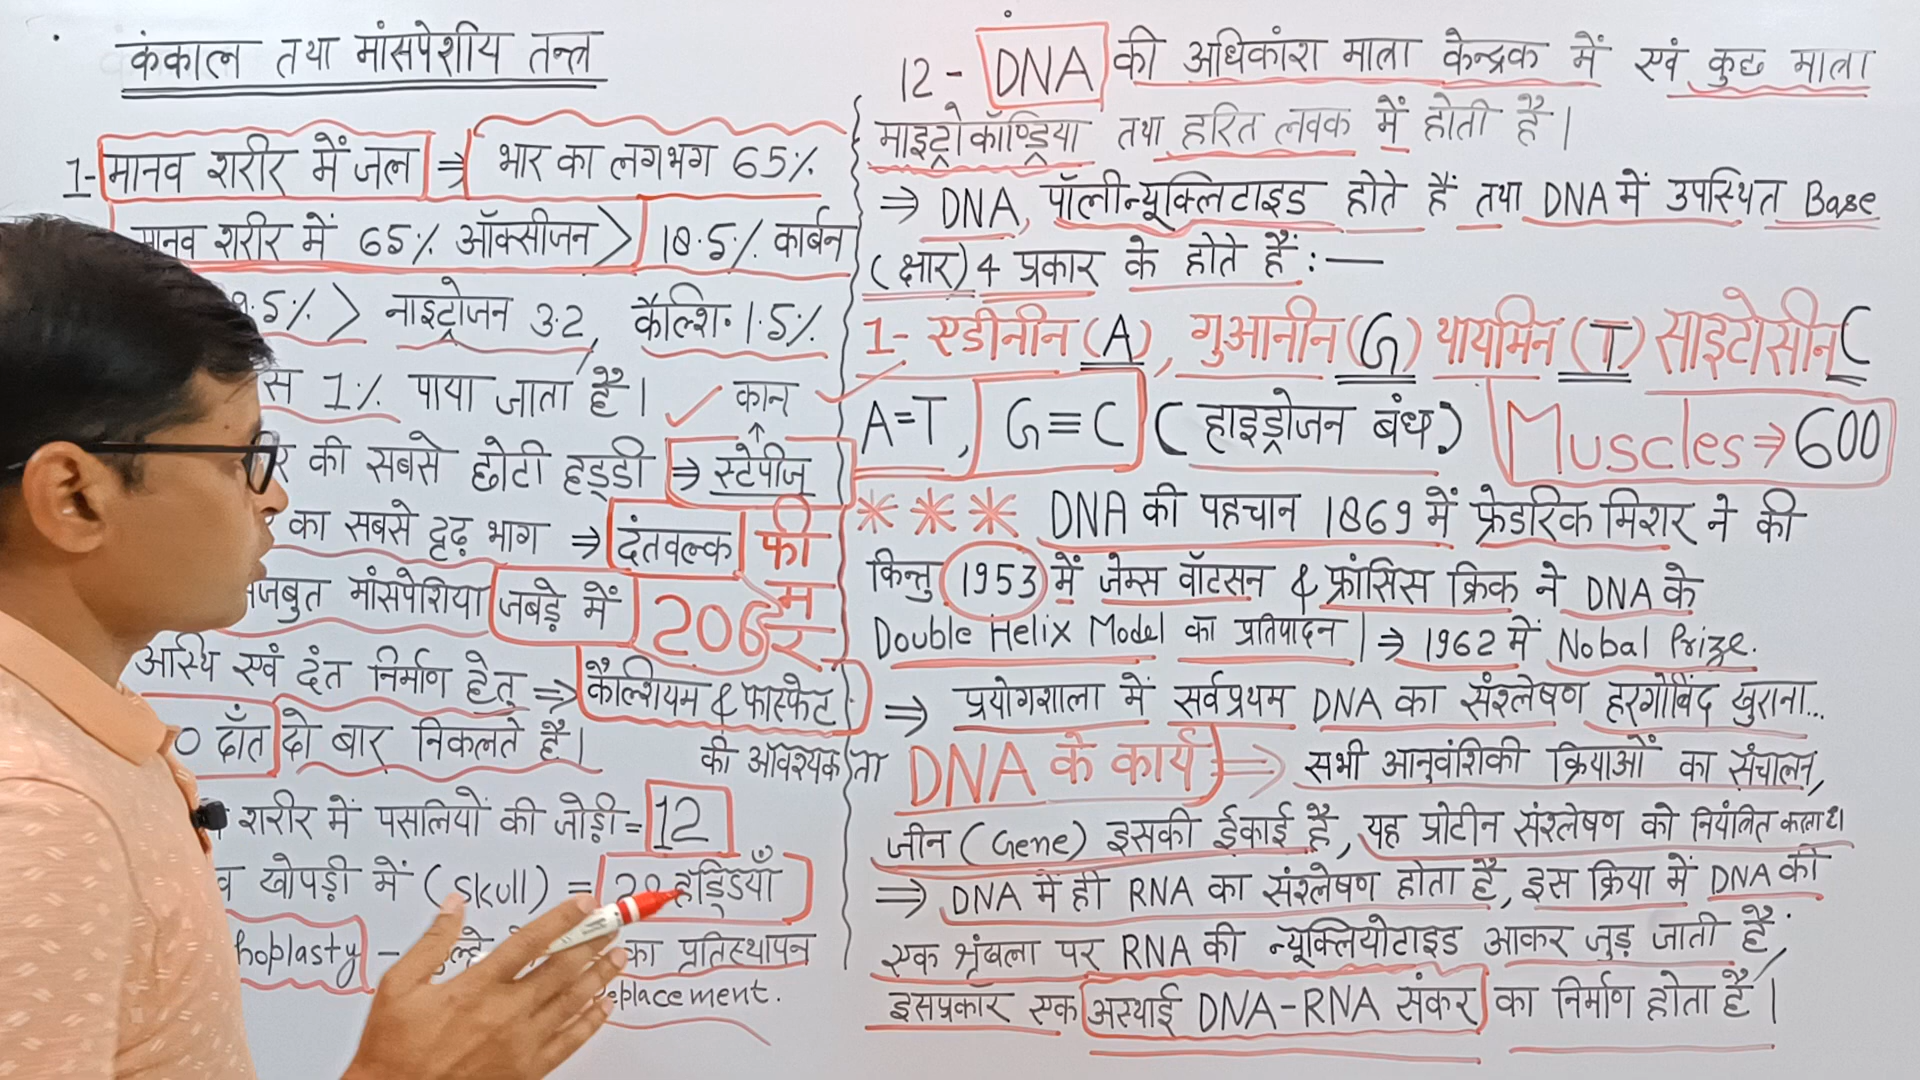 कंकाल तथा मांसपेशीय तन्त्र
1- मानव शरीर में जल ⇒ भार का लगभग 65%
मानव शरीर में 65% ऑक्सीजन > 18.5% कार्बन
9.5% > नाइट्रोजन 3.2, कैल्शि. 1.5%
1% पाया जाता है।
कान
↑
की सबसे छोटी हड्डी ⇒ स्टेपीज
का सबसे दृढ़ भाग ⇒ दंतवल्क फीमर
मांसपेशिया जबड़े में 206
अस्थि एवं दंत निर्माण हेतु ⇒ कैल्शियम & फास्फेट
की आवश्यकता
दाँत दो बार निकलते है।
शरीर में पसलियों की जोड़ी = 12
खोपड़ी में (Skull) = हड्डियाँ
hoplasty - का प्रतिस्थापन
eplacement.
12- DNA की अधिकांश मात्रा केन्द्रक में एवं कुछ मात्रा
माइट्रोकॉण्ड्रिया तथा हरित लवक में होती है।
⇒ DNA, पॉलीन्यूक्लिटाइड होते हैं तथा DNA में उपस्थित Base
(क्षार) 4 प्रकार के होते हैं:—
1- एडीनीन (A), गुआनीन (G) थायमिन (T) साइटोसीन C
A=T, G≡C (हाइड्रोजन बंध) Muscles ⇒ 600
*** DNA की पहचान 1869 में फ्रेडरिक मिशर ने की
किन्तु 1953 में जेम्स वॉटसन & फ्रांसिस क्रिक ने DNA के
Double Helix Model का प्रतिपादन। ⇒ 1962 में Nobal Prize.
⇒ प्रयोगशाला में सर्वप्रथम DNA का संश्लेषण हरगोविंद खुराना...
DNA के कार्य ⇒ सभी आनुवांशिकी क्रियाओं का संचालन,
जीन (Gene) इसकी ईकाई है, यह प्रोटीन संश्लेषण को नियंत्रित करता है।
⇒ DNA में ही RNA का संश्लेषण होता है, इस क्रिया में DNA की
एक श्रृंखला पर RNA की न्यूक्लियोटाइड आकर जुड़ जाती है,
इसप्रकार एक अस्थाई DNA-RNA संकर का निर्माण होता है।